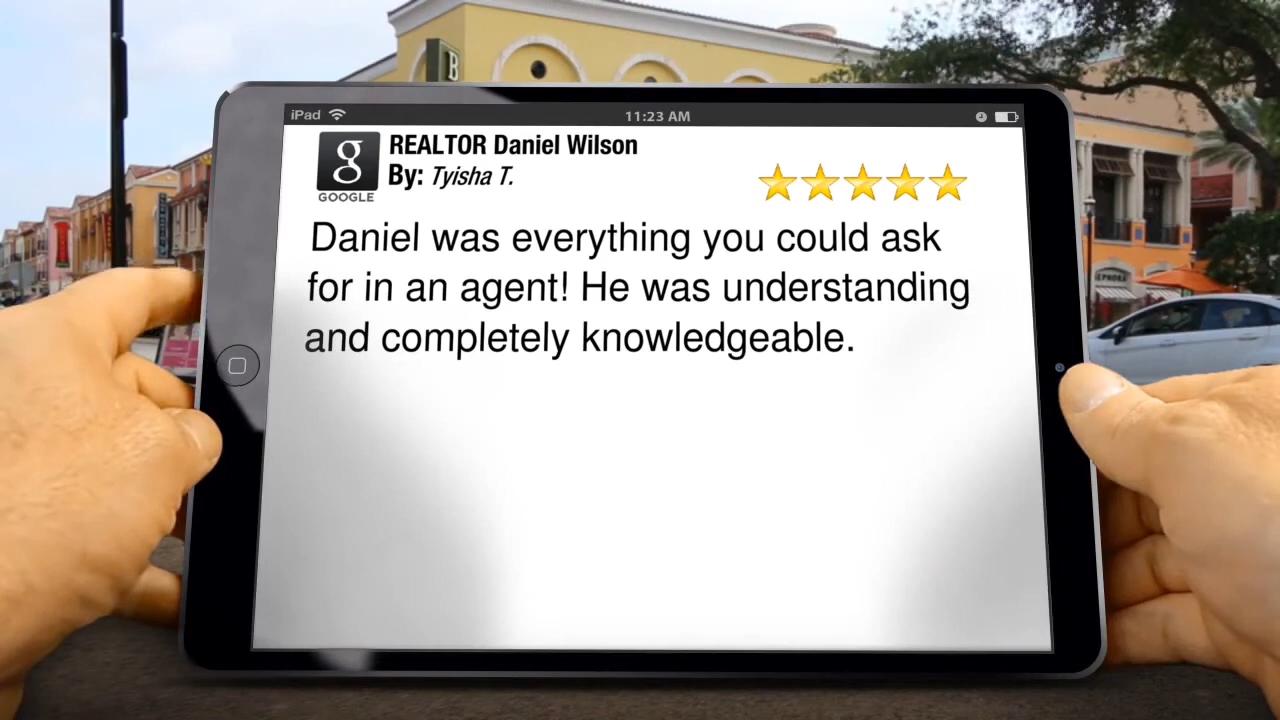 iPad
11:23 AM
g
GOOGLE
REALTOR Daniel Wilson
By: Tyisha T.
Daniel was everything you could ask
for in an agent! He was understanding
and completely knowledgeable.
B
SEPHORA